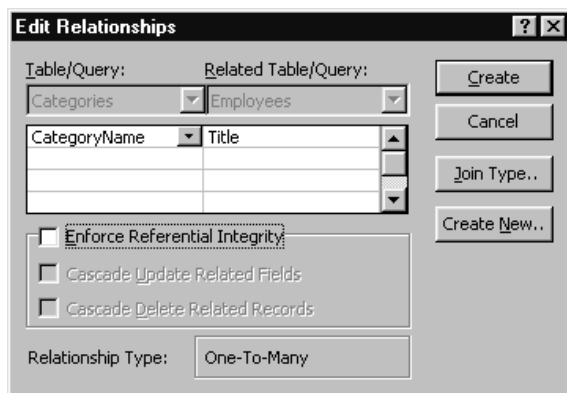 Edit Relationships
Table/Query: Related Table/Query:
Categories Employees
CategoryName Title
Enforce Referential Integrity
Cascade Update Related Fields
Cascade Delete Related Records
Relationship Type: One-To-Many
Create
Cancel
Join Type..
Create New..